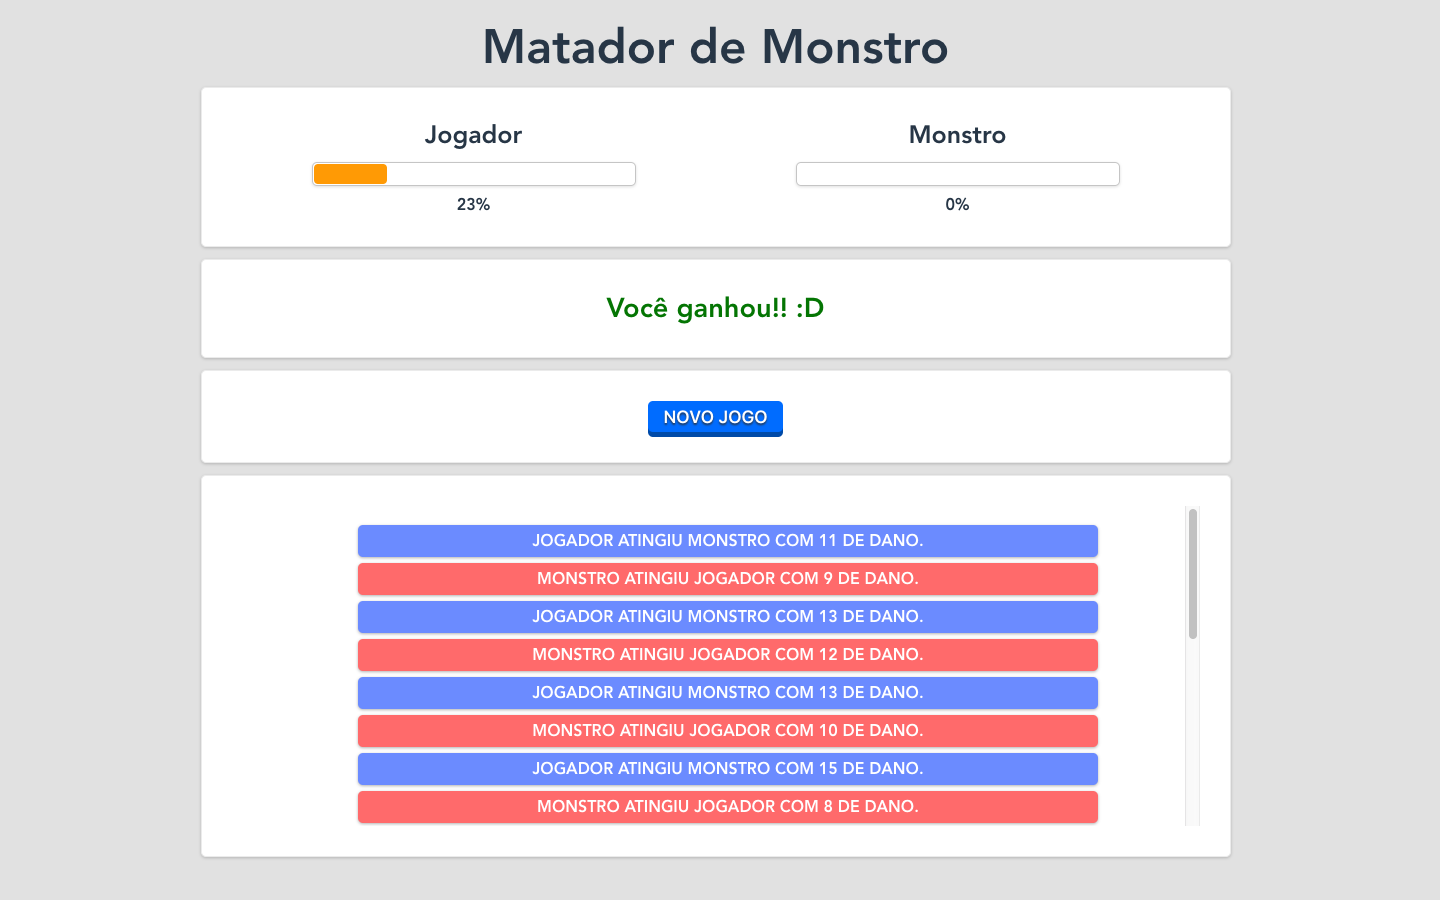 Matador de Monstro
Jogador
Monstro
23%
0%
Você ganhou!! :D
NOVO JOGO
JOGADOR ATINGIU MONSTRO COM 11 DE DANO.
MONSTRO ATINGIU JOGADOR COM 9 DE DANO.
JOGADOR ATINGIU MONSTRO COM 13 DE DANO.
MONSTRO ATINGIU JOGADOR COM 12 DE DANO.
JOGADOR ATINGIU MONSTRO COM 13 DE DANO.
MONSTRO ATINGIU JOGADOR COM 10 DE DANO.
JOGADOR ATINGIU MONSTRO COM 15 DE DANO.
MONSTRO ATINGIU JOGADOR COM 8 DE DANO.